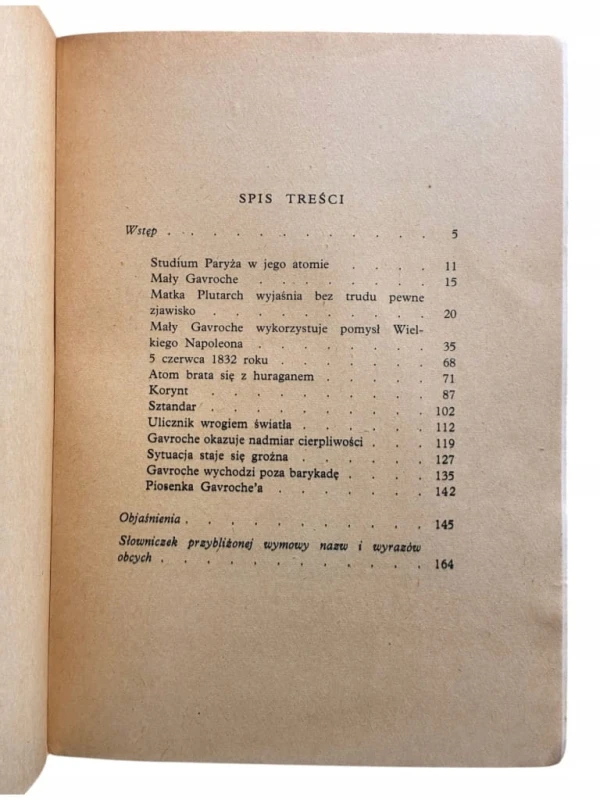 SPIS TREŚCI
Wstęp . . . . . . . . . . . . 5
Studium Paryża w jego atomie . . . . 11
Mały Gavroche . . . . . . . . 15
Matka Plutarch wyjaśnia bez trudu pewne
zjawisko . . . . . . . . . . 20
Mały Gavroche wykorzystuje pomysł Wiel-
kiego Napoleona . . . . . . . 35
5 czerwca 1832 roku . . . . . . . 68
Atom brata się z huraganem . . . . . 71
Korynt . . . . . . . . . . . 87
Sztandar . . . . . . . . . . 102
Ulicznik wrogiem światła . . . . . . 112
Gavroche okazuje nadmiar cierpliwości . . . 119
Sytuacja staje się groźna . . . . . . 127
Gavroche wychodzi poza barykadę . . . . 135
Piosenka Gavroche'a . . . . . . . 142
Objaśnienia . . . . . . . . . . . 145
Słowniczek przybliżonej wymowy nazw i wyrazów
obcych . . . . . . . . . . . . 164